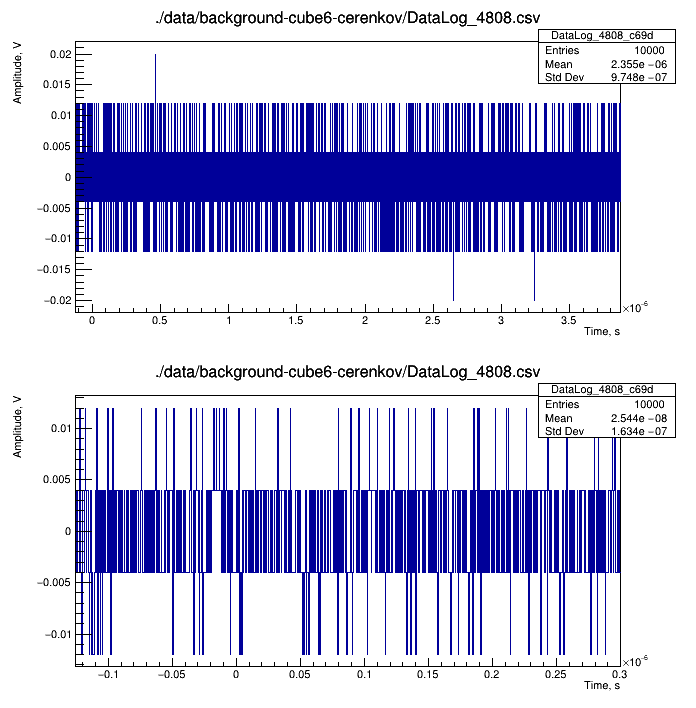 ./data/background-cube6-cerenkov/DataLog_4808.csv
Amplitude, V
DataLog_4808_c69d
Entries 10000
Mean 2.355e −06
Std Dev 9.748e −07
0.02
0.015
0.01
0.005
0
−0.005
−0.01
−0.015
−0.02
0 0.5 1 1.5 2 2.5 3 3.5
×10−6
Time, s
./data/background-cube6-cerenkov/DataLog_4808.csv
Amplitude, V
DataLog_4808_c69d
Entries 10000
Mean 2.544e −08
Std Dev 1.634e −07
0.01
0.005
0
−0.005
−0.01
−0.1 −0.05 0 0.05 0.1 0.15 0.2 0.25 0.3
×10−6
Time, s